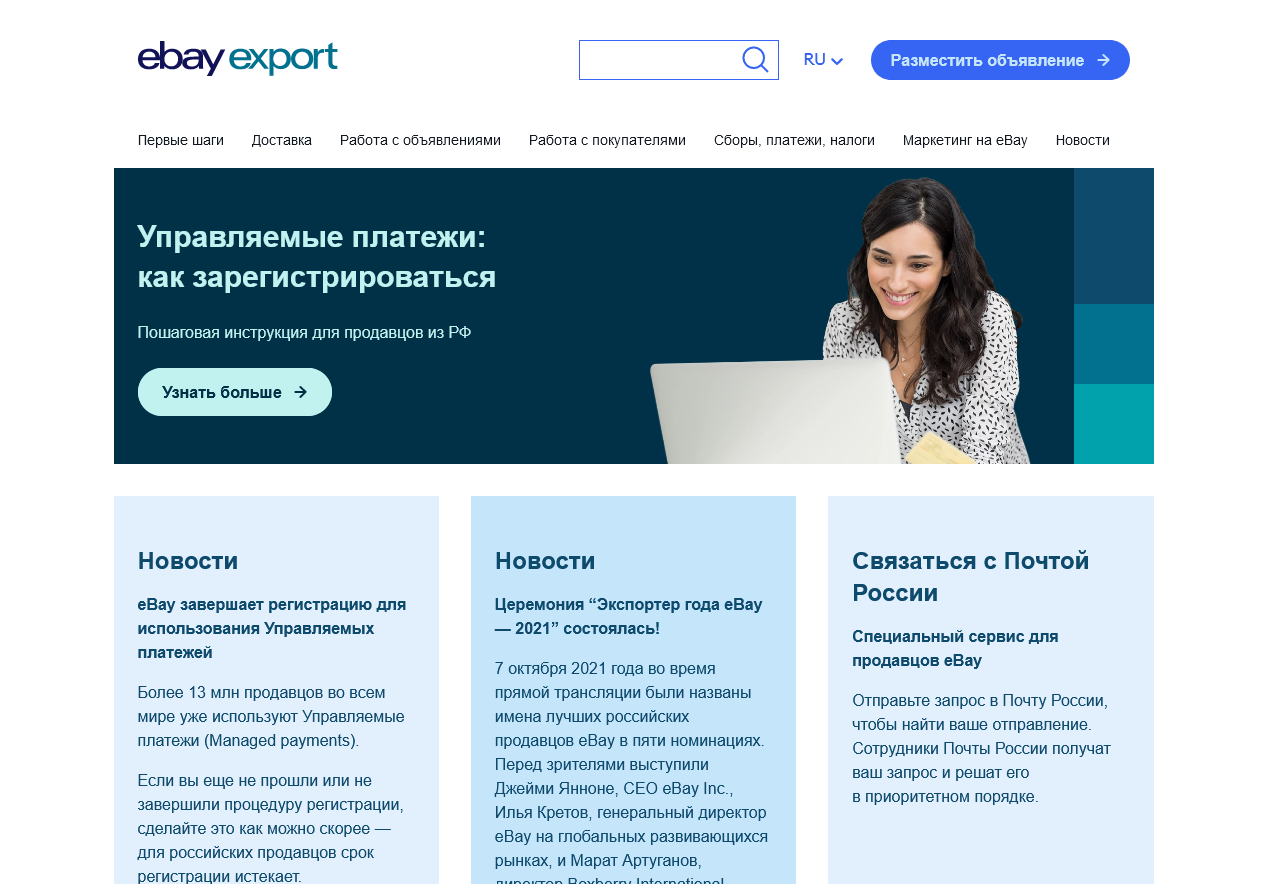 ebay export
RU
Разместить объявление
Первые шаги
Доставка
Работа с объявлениями
Работа с покупателями
Сборы, платежи, налоги
Маркетинг на eBay
Новости
Управляемые платежи:
как зарегистрироваться
Пошаговая инструкция для продавцов из РФ
Узнать больше
Новости
eBay завершает регистрацию для
использования Управляемых
платежей
Более 13 млн продавцов во всем
мире уже используют Управляемые
платежи (Managed payments).
Если вы еще не прошли или не
завершили процедуру регистрации,
сделайте это как можно скорее —
для российских продавцов срок
регистрации истекает.
Новости
Церемония “Экспортер года eBay
— 2021” состоялась!
7 октября 2021 года во время
прямой трансляции были названы
имена лучших российских
продавцов eBay в пяти номинациях.
Перед зрителями выступили
Джейми Янноне, CEO eBay Inc.,
Илья Кретов, генеральный директор
eBay на глобальных развивающихся
рынках, и Марат Артуганов,
директор Boxberry International
Связаться с Почтой
России
Специальный сервис для
продавцов eBay
Отправьте запрос в Почту России,
чтобы найти ваше отправление.
Сотрудники Почты России получат
ваш запрос и решат его
в приоритетном порядке.